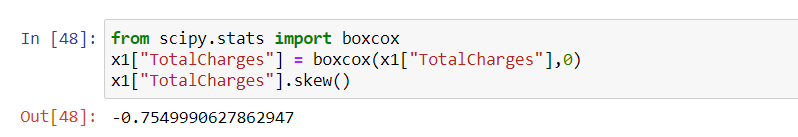 In [48]: from scipy.stats import boxcox
x1["TotalCharges"] = boxcox(x1["TotalCharges"],0)
x1["TotalCharges"].skew()
Out[48]: -0.7549990627862947